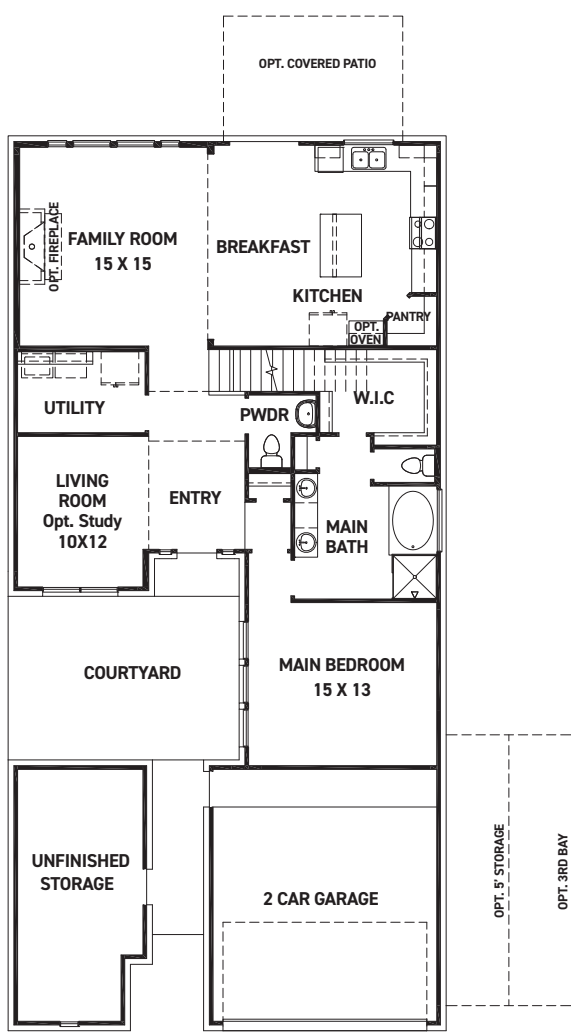 OPT. COVERED PATIO
OPT. FIREPLACE
FAMILY ROOM
15 X 15
BREAKFAST
KITCHEN
PANTRY
OPT.
OVEN
UTILITY
PWDR
W.I.C
LIVING
ROOM
Opt. Study
10X12
ENTRY
MAIN
BATH
COURTYARD
MAIN BEDROOM
15 X 13
UNFINISHED
STORAGE
2 CAR GARAGE
OPT. 5' STORAGE
OPT. 3RD BAY